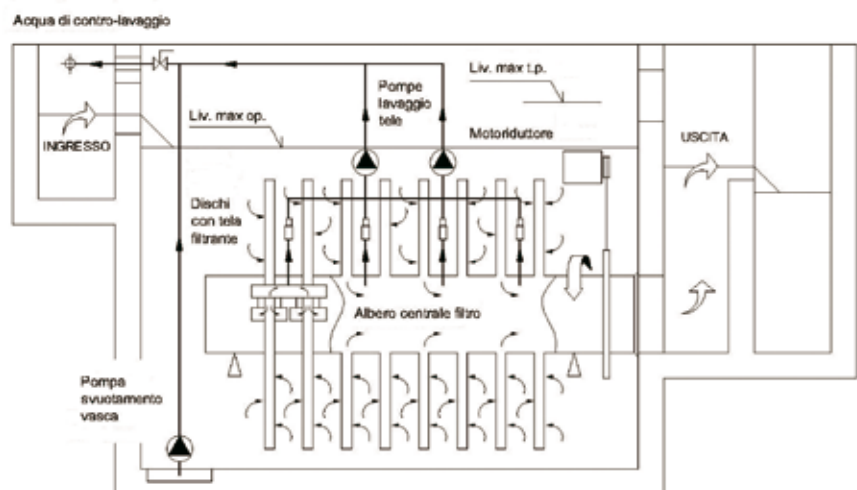 Acqua di contro-lavaggio
Liv. max t.p.
Pompe
lavaggio
tele
Liv. max op.
Motoriduttore
INGRESSO
USCITA
Dischi
con tela
filtrante
Albero centrale filtro
Pompa
svuotamento
vasca